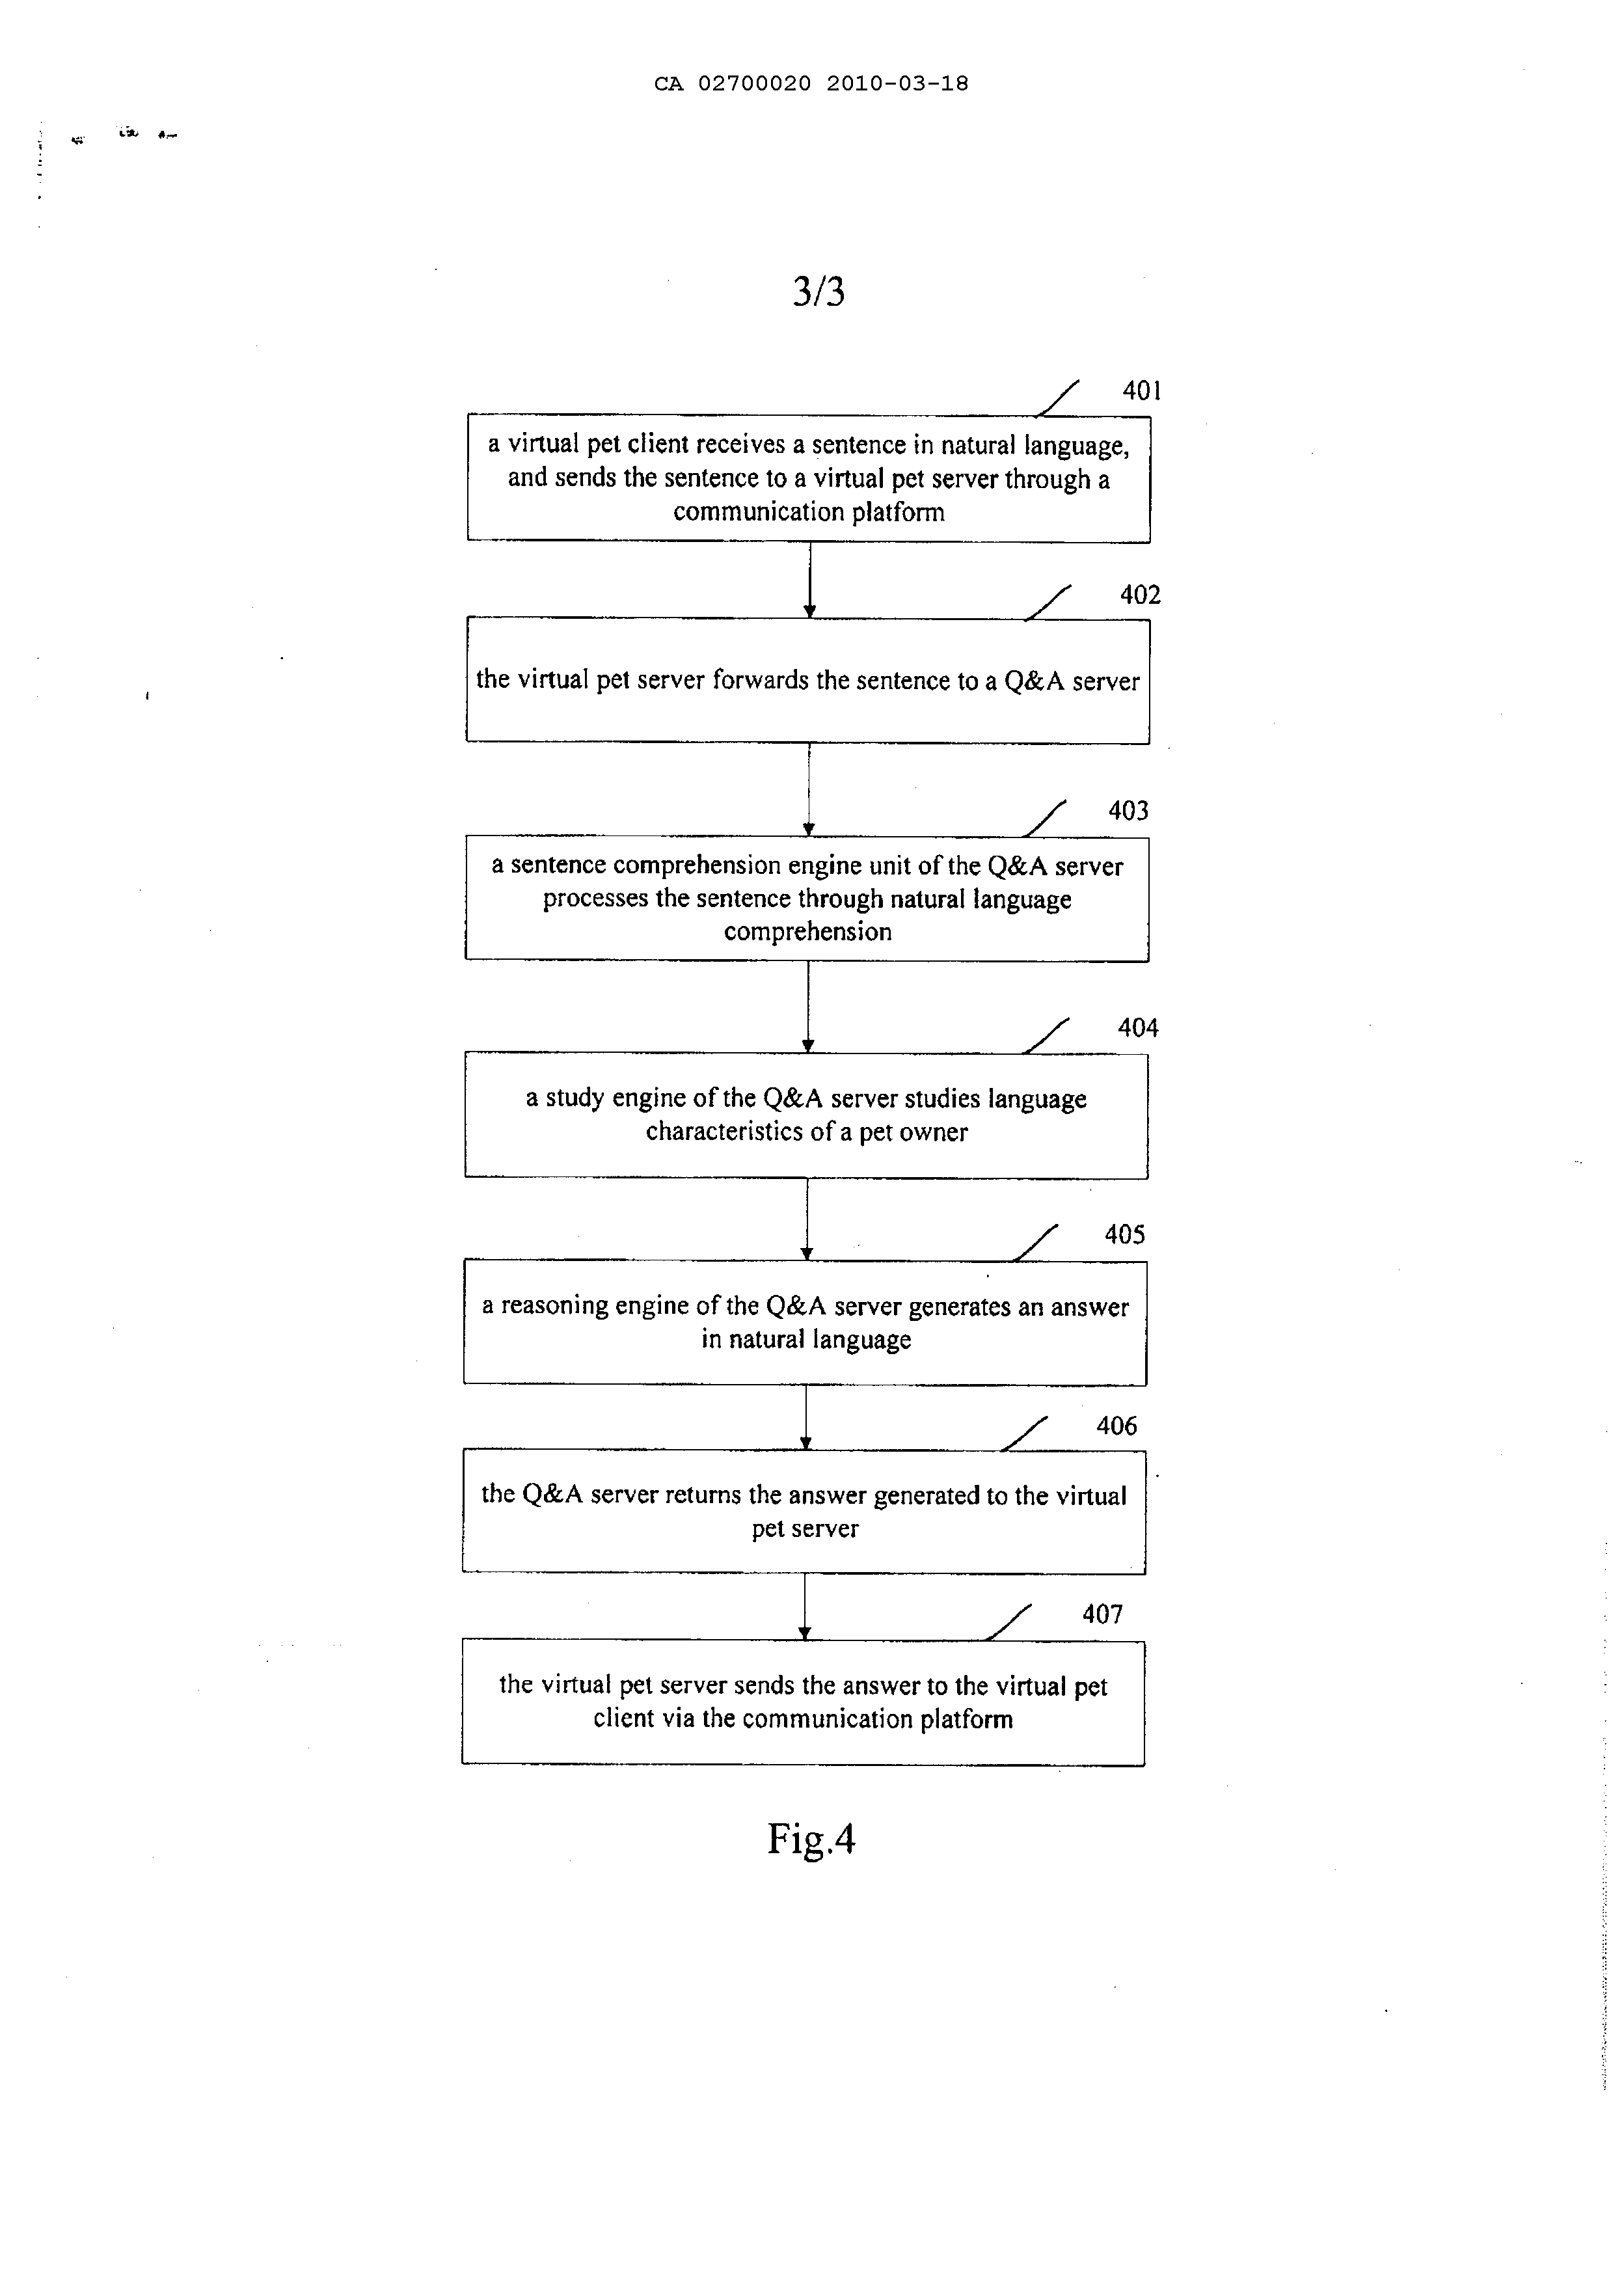 CA 02700020 2010-03-18
3/3
401
a virtual pet client receives a sentence in natural language,
and sends the sentence to a virtual pet server through a
communication platform
402
the virtual pet server forwards the sentence to a Q&A server
403
a sentence comprehension engine unit of the Q&A server
processes the sentence through natural language
comprehension
404
a study engine of the Q&A server studies language
characteristics of a pet owner
405
a reasoning engine of the Q&A server generates an answer
in natural language
406
the Q&A server returns the answer generated to the virtual
pet server
407
the virtual pet server sends the answer to the virtual pet
client via the communication platform
Fig.4